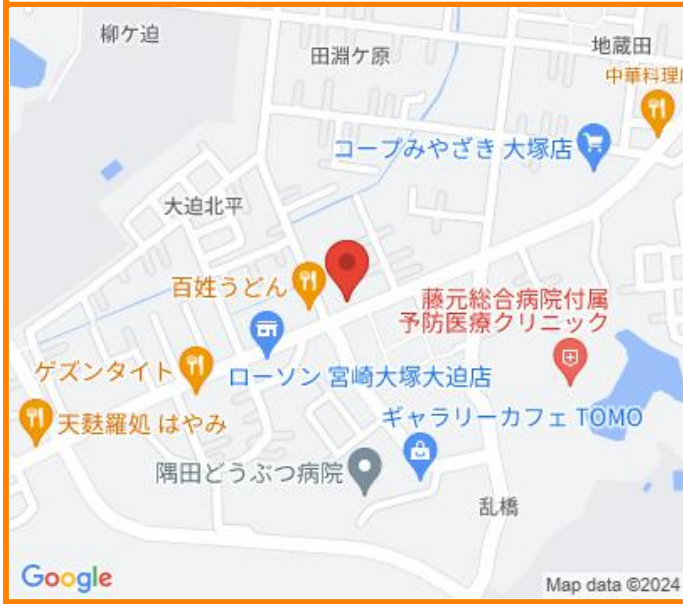 柳ケ迫
田淵ケ原
地蔵田
中華料理
コープみやざき 大塚店
大迫北平
百姓うどん
藤元総合病院付属
予防医療クリニック
ゲズンタイト
ローソン 宮崎大塚大迫店
天麩羅処 はやみ
ギャラリーカフェ TOMO
隅田どうぶつ病院
乱橋
Google
Map data ©2024